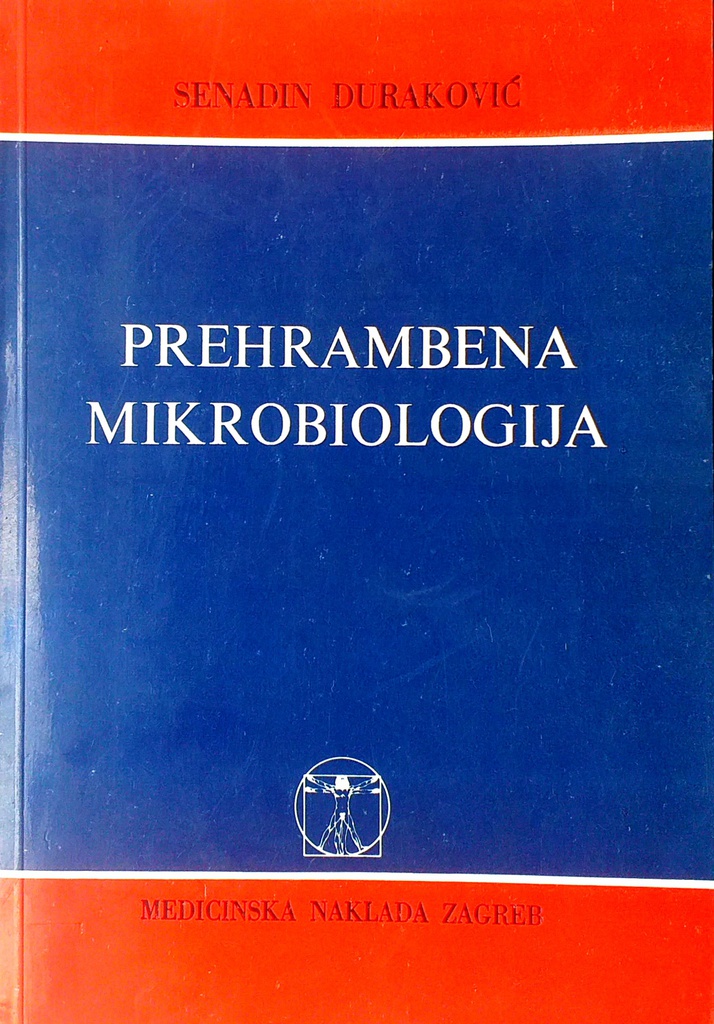 SENADIN DURAKOVIĆ
PREHRAMBENA
MIKROBIOLOGIJA
MEDICINSKA NAKLADA ZAGREB